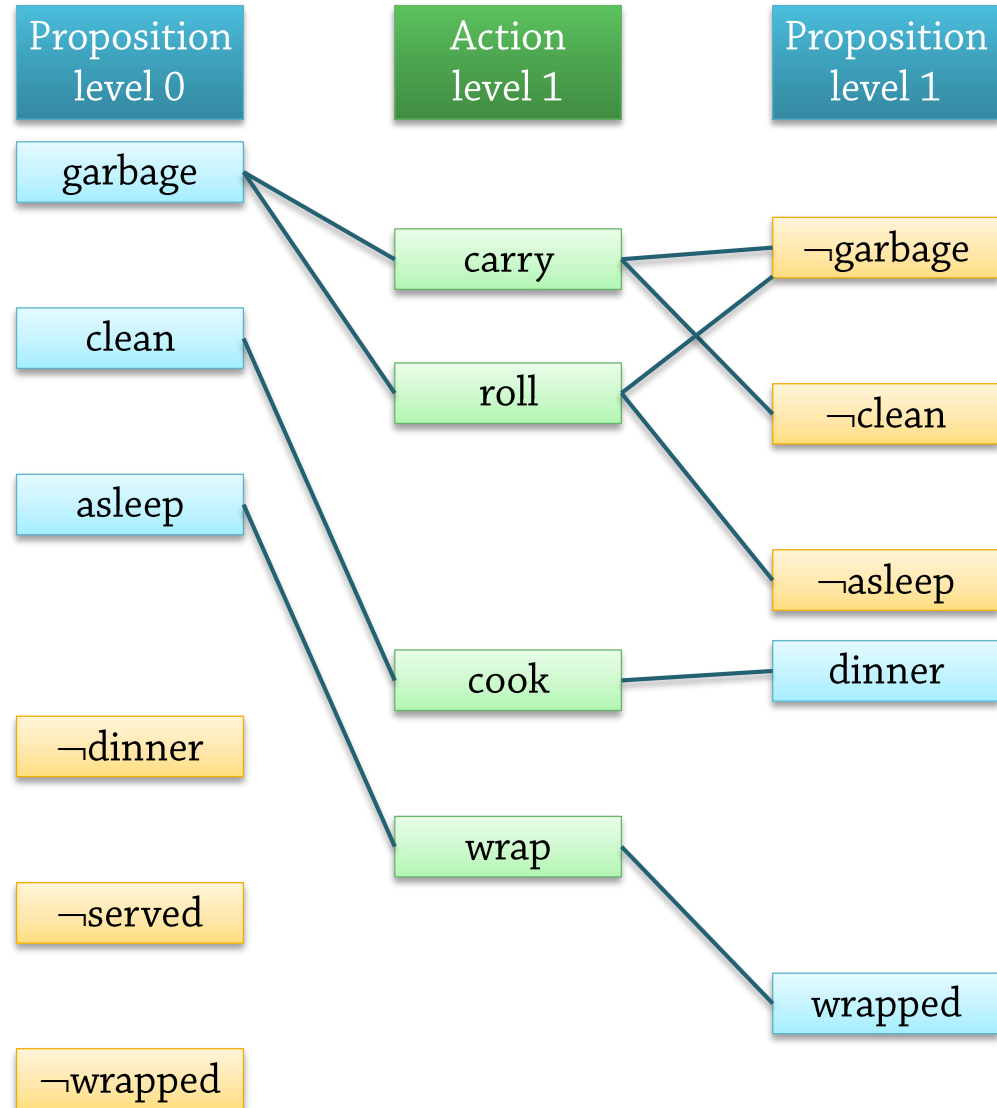 Proposition
level 0
Action
level 1
Proposition
level 1
garbage
clean
asleep
¬dinner
¬served
¬wrapped
carry
roll
cook
wrap
¬garbage
¬clean
¬asleep
dinner
wrapped